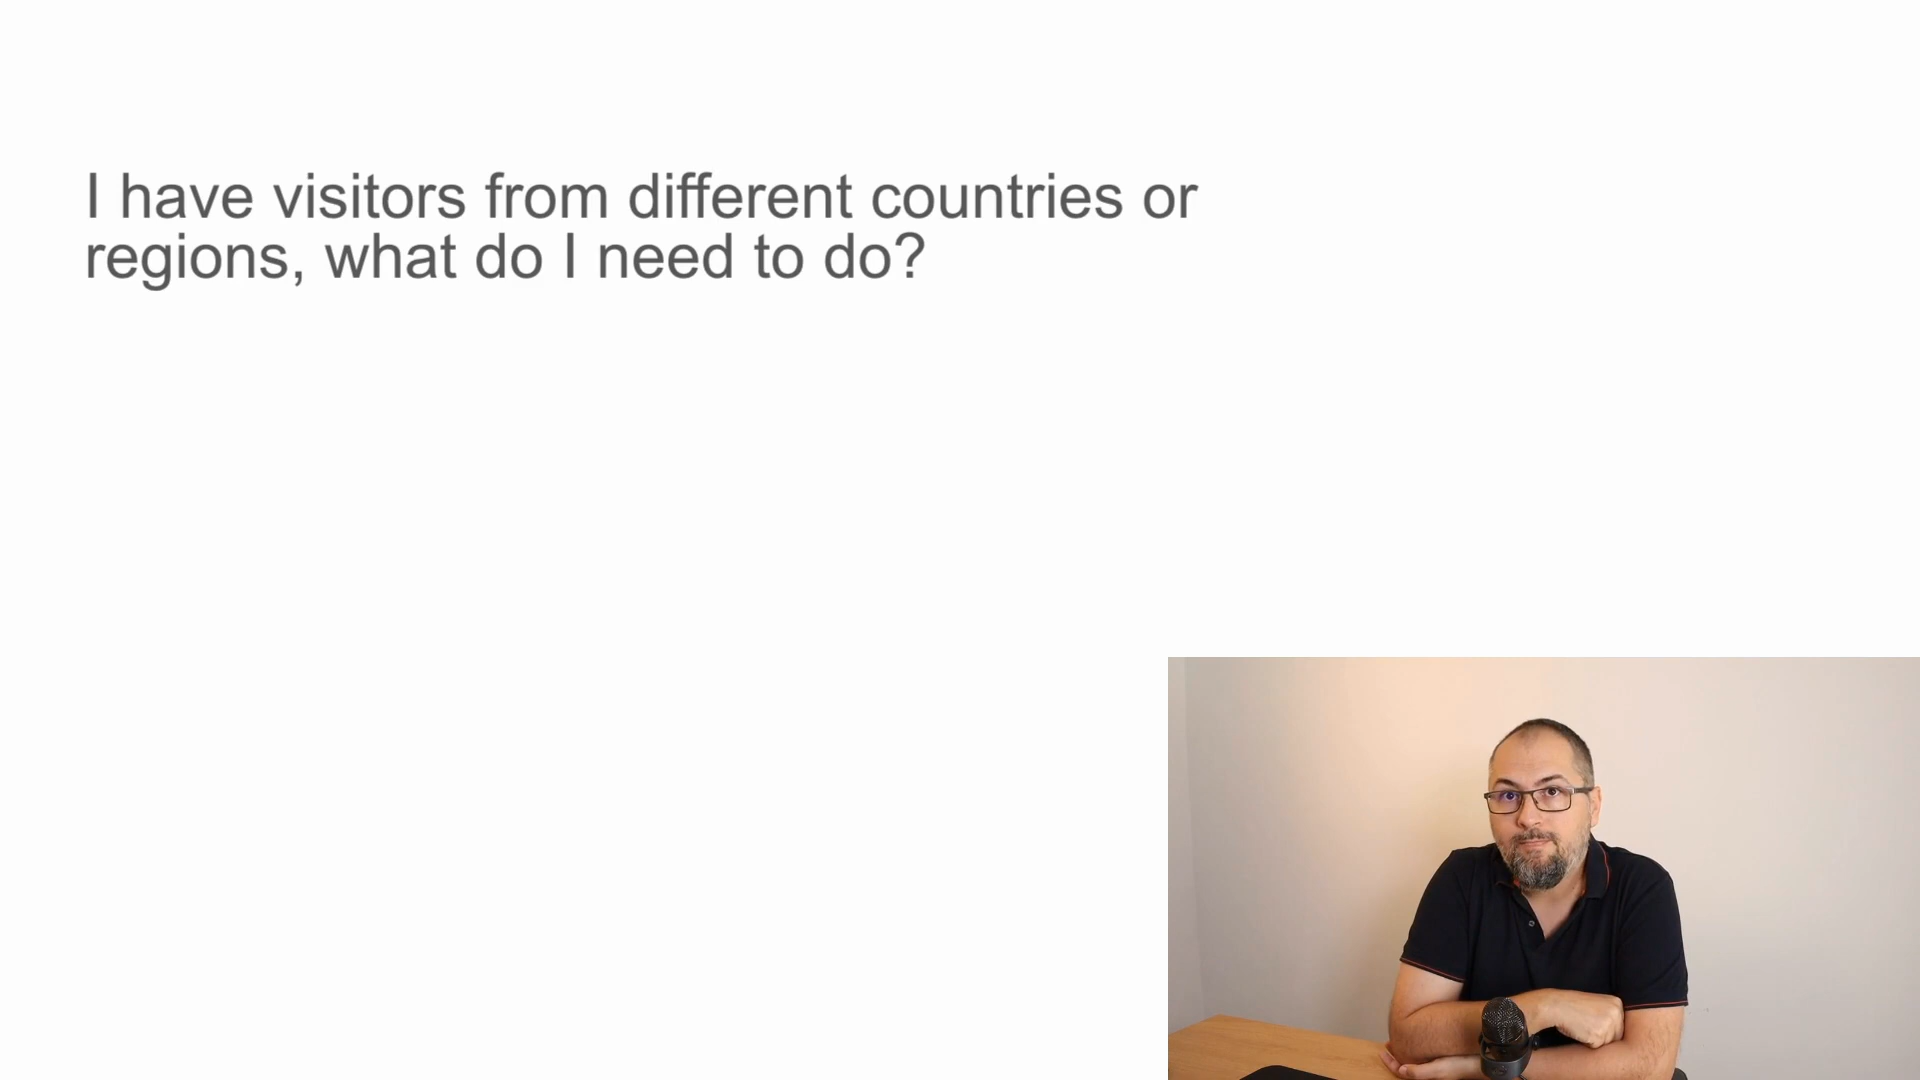 I have visitors from different countries or
regions, what do I need to do?